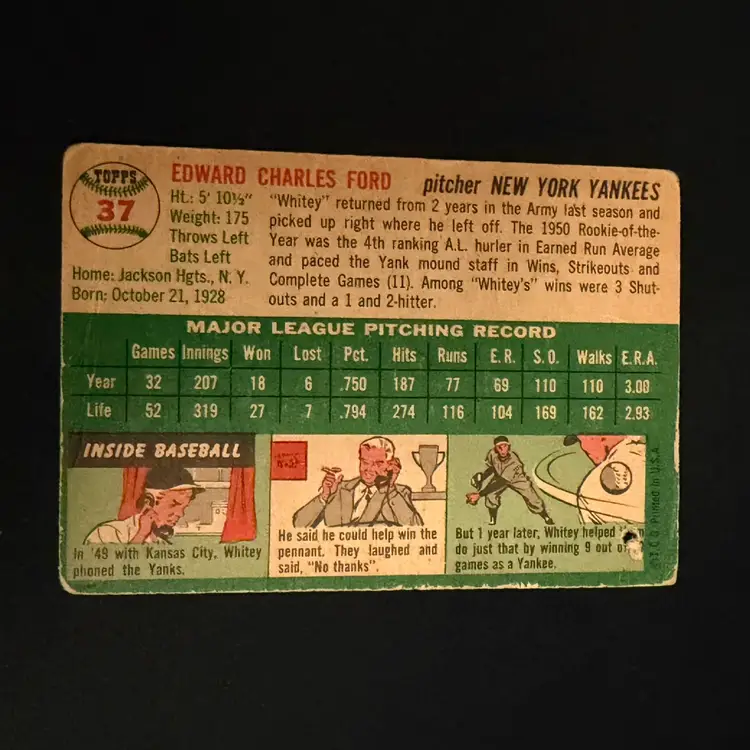 TOPPS
37
EDWARD CHARLES FORD
pitcher NEW YORK YANKEES
Ht.: 5' 10½"
Weight: 175
Throws Left
Bats Left
Home: Jackson Hgts., N. Y.
Born: October 21, 1928
"Whitey" returned from 2 years in the Army last season and
picked up right where he left off. The 1950 Rookie-of-the-
Year was the 4th ranking A.L. hurler in Earned Run Average
and paced the Yank mound staff in Wins, Strikeouts and
Complete Games (11). Among "Whitey's" wins were 3 Shut-
outs and a 1 and 2-hitter.
MAJOR LEAGUE PITCHING RECORD
Games Innings Won Lost Pct. Hits Runs E.R. S.O. Walks E.R.A.
Year 32 207 18 6 .750 187 77 69 110 110 3.00
Life 52 319 27 7 .794 274 116 104 169 162 2.93
INSIDE BASEBALL
In '49 with Kansas City, Whitey
phoned the Yanks.
He said he could help win the
pennant. They laughed and
said, "No thanks".
But 1 year later, Whitey helped
do just that by winning 9 out
games as a Yankee.
T.C.G. Printed in U.S.A.